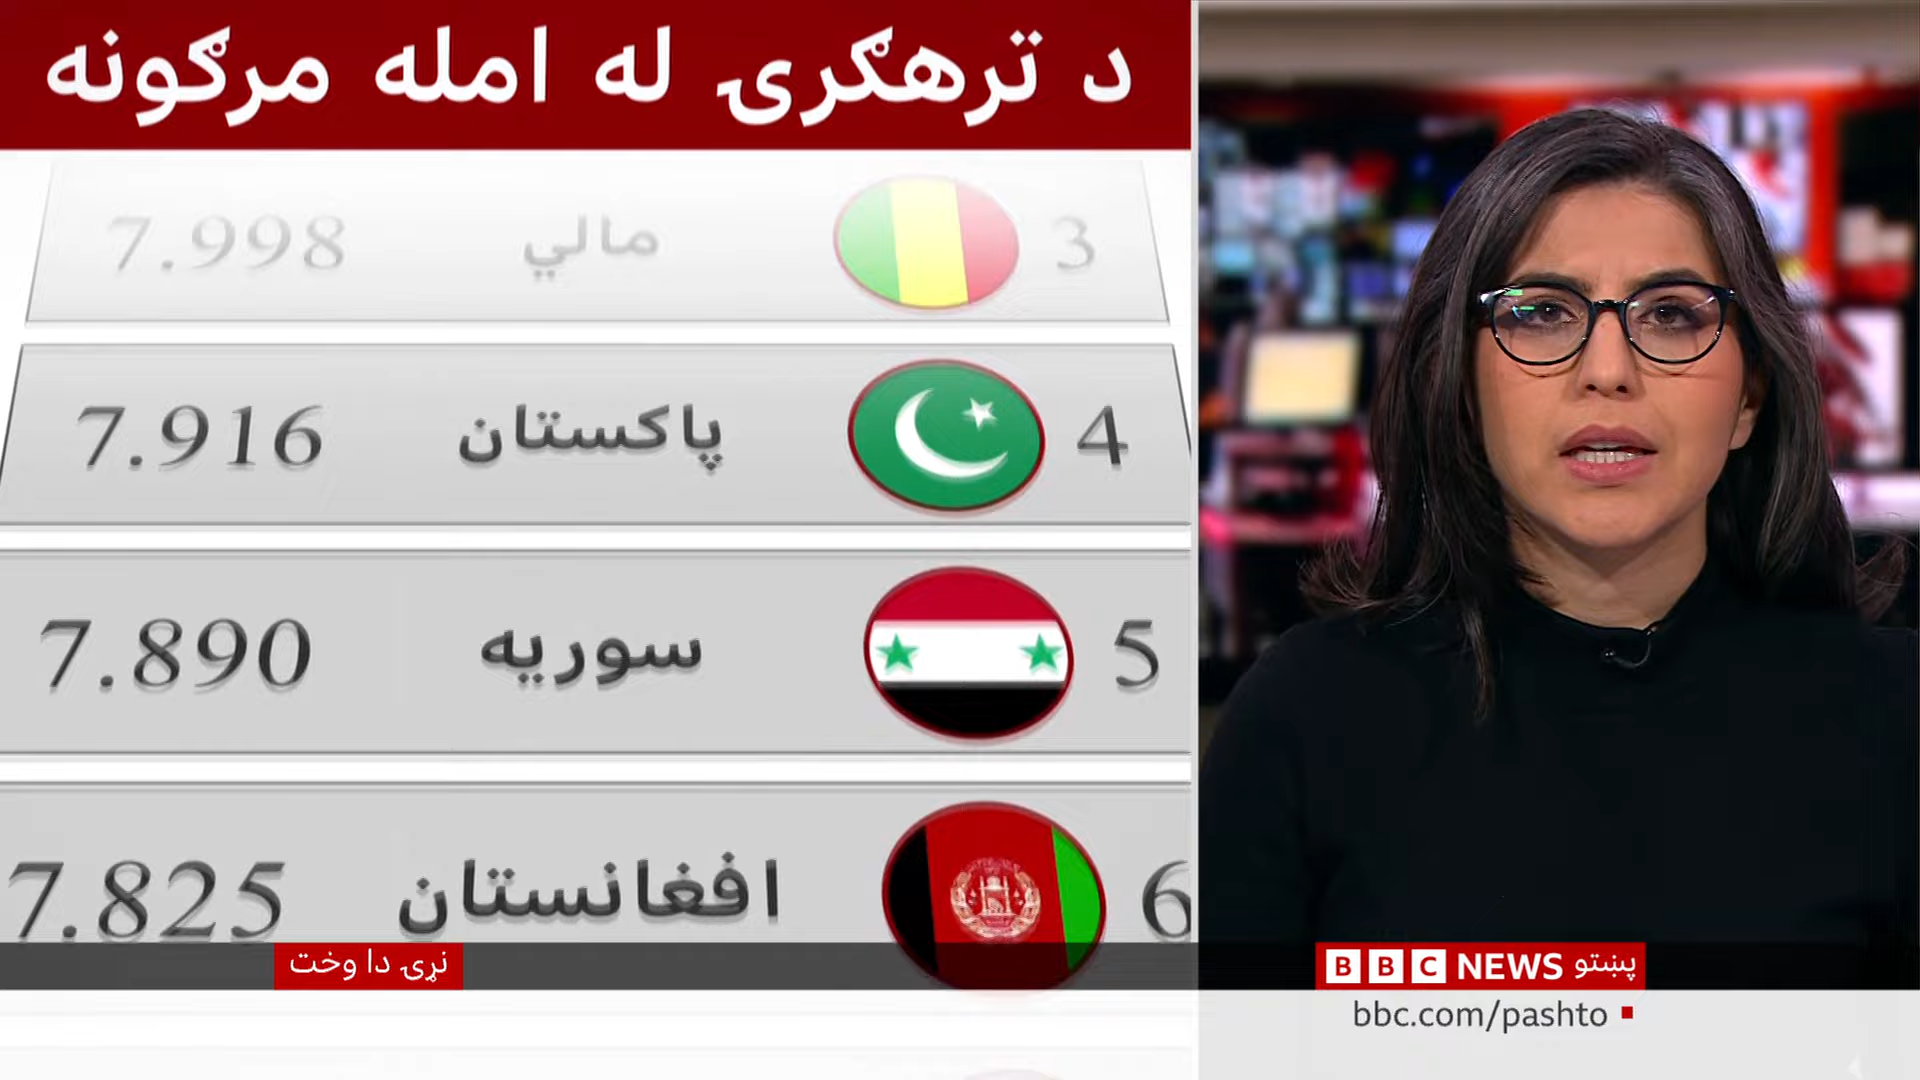 د ترهګرۍ له امله مرګونه
3 مالي 7.998
4 پاکستان 7.916
5 سوریه 7.890
6 افغانستان 7.825
نړۍ دا وخت
BBC NEWS پښتو
bbc.com/pashto